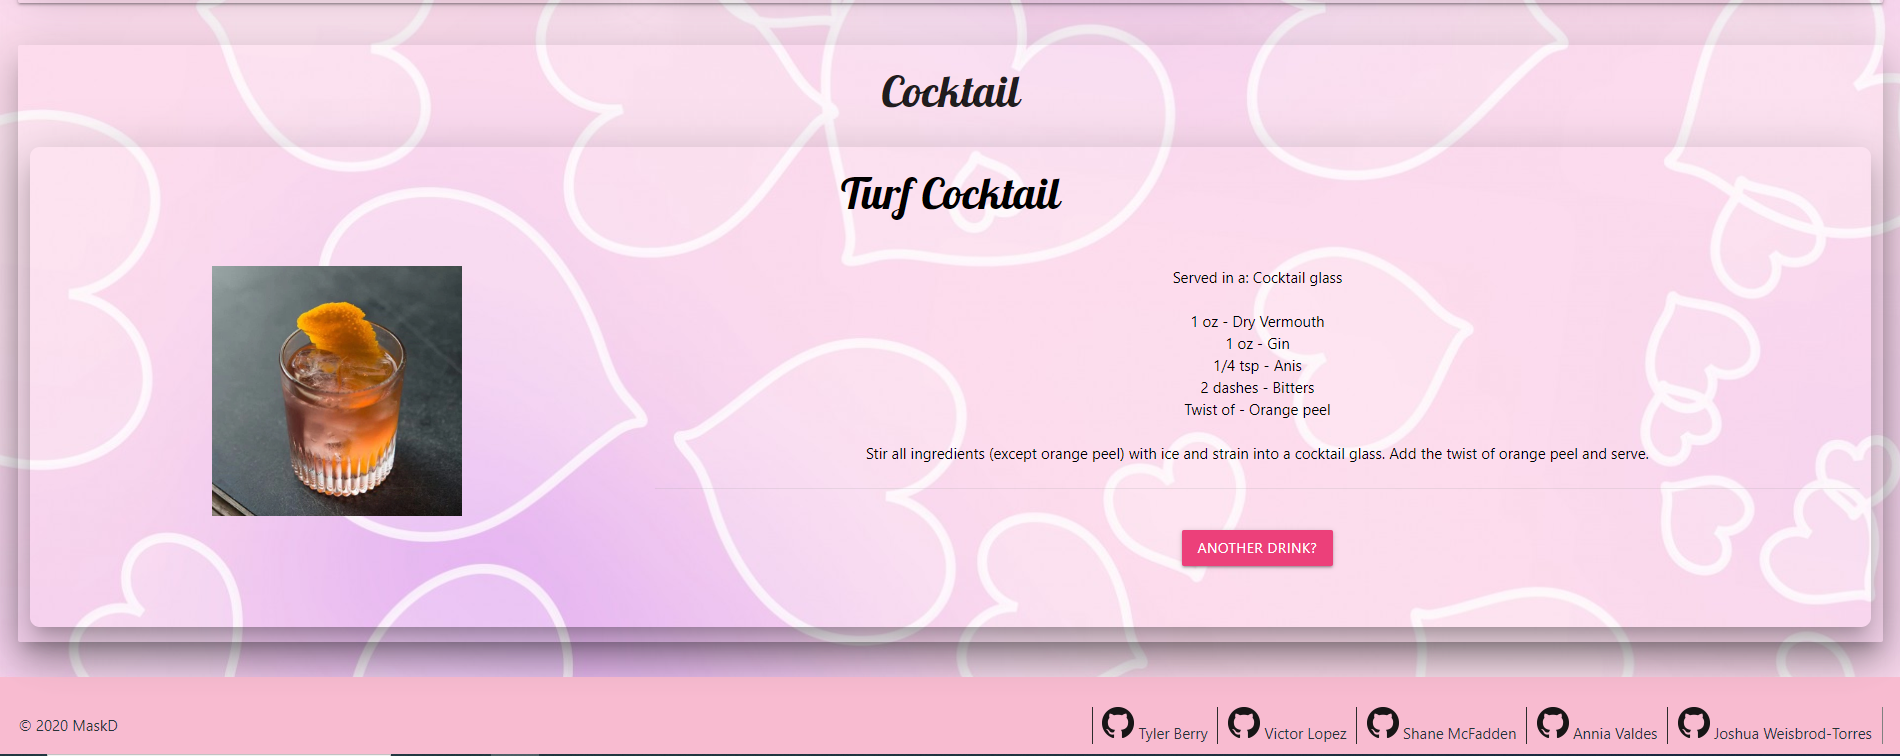 Cocktail
Turf Cocktail
Served in a: Cocktail glass
1 oz - Dry Vermouth
1 oz - Gin
1/4 tsp - Anis
2 dashes - Bitters
Twist of - Orange peel
Stir all ingredients (except orange peel) with ice and strain into a cocktail glass. Add the twist of orange peel and serve.
ANOTHER DRINK?
© 2020 MaskD
Tyler Berry
Victor Lopez
Shane McFadden
Annia Valdes
Joshua Weisbrod-Torres